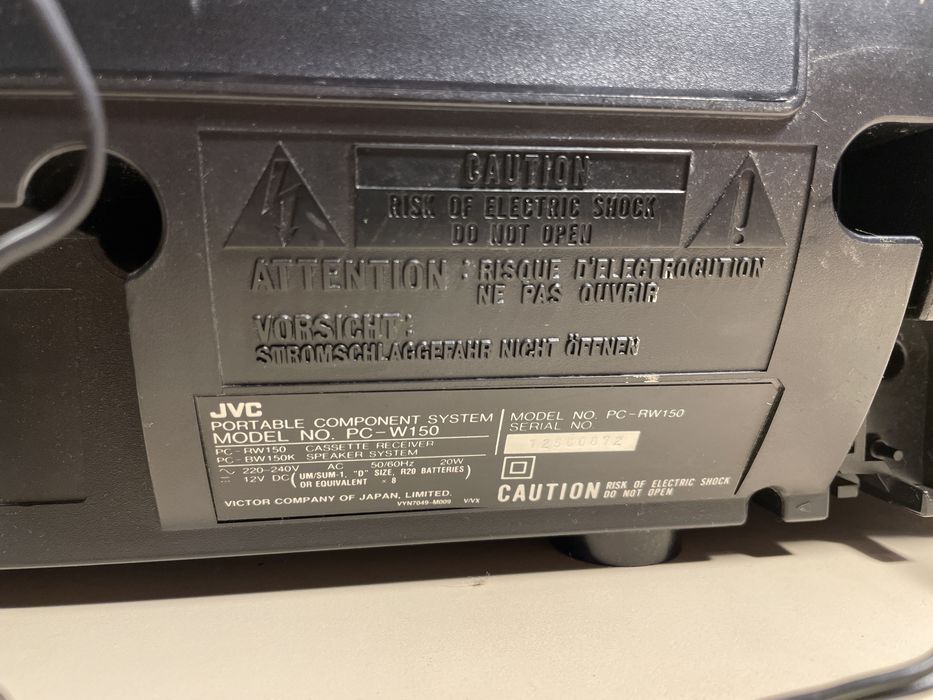 CAUTION
RISK OF ELECTRIC SHOCK
DO NOT OPEN
ATTENTION : RISQUE D'ELECTROCUTION
NE PAS OUVRIR
VORSICHT:
STROMSCHLAGGEFAHR NICHT ÖFFNEN
JVC
PORTABLE COMPONENT SYSTEM
MODEL NO. PC-W150
PC-RW150 CASSETTE RECEIVER
PC-BW150K SPEAKER SYSTEM
~ 220-240V AC 50/60Hz 20W
12V DC (UM/SUM-1, "D" SIZE, R20 BATTERIES
OR EQUIVALENT × 8)
VICTOR COMPANY OF JAPAN, LIMITED.
VYN7049-M009 V/VX
MODEL NO. PC-RW150
SERIAL NO.
CAUTION RISK OF ELECTRIC SHOCK
DO NOT OPEN